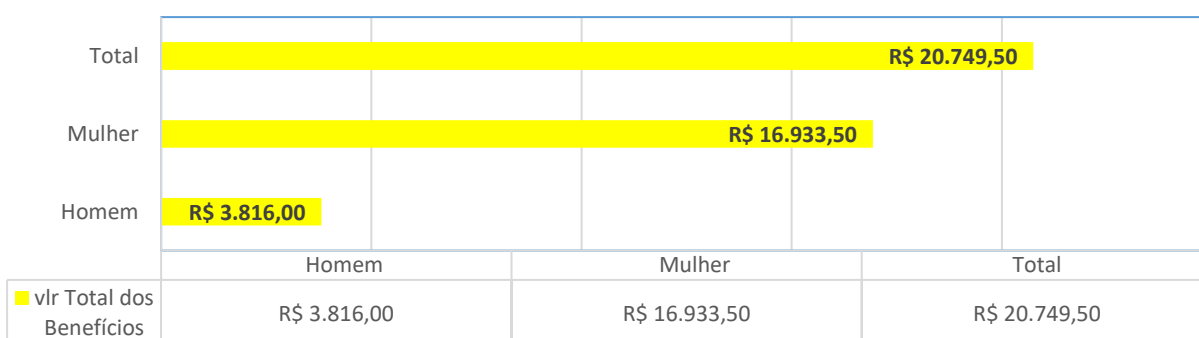 Total
R$ 20.749,50
Mulher
R$ 16.933,50
Homem
R$ 3.816,00
Homem Mulher Total
vlr Total dos
Benefícios
R$ 3.816,00 R$ 16.933,50 R$ 20.749,50